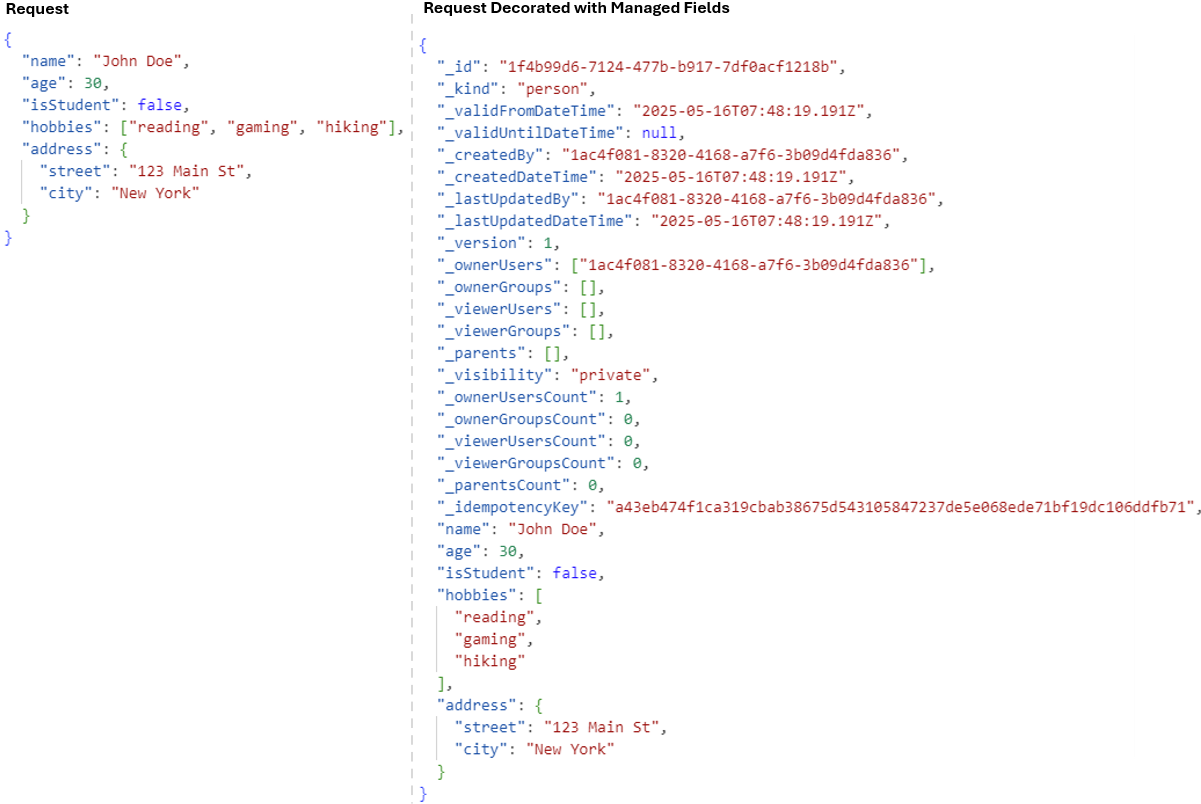 Request
{
"name": "John Doe",
"age": 30,
"isStudent": false,
"hobbies": ["reading", "gaming", "hiking"],
"address": {
"street": "123 Main St",
"city": "New York"
}
}
Request Decorated with Managed Fields
{
"_id": "1f4b99d6-7124-477b-b917-7df0acf1218b",
"_kind": "person",
"_validFromDateTime": "2025-05-16T07:48:19.191Z",
"_validUntilDateTime": null,
"_createdBy": "1ac4f081-8320-4168-a7f6-3b09d4fda836",
"_createdDateTime": "2025-05-16T07:48:19.191Z",
"_lastUpdatedBy": "1ac4f081-8320-4168-a7f6-3b09d4fda836",
"_lastUpdatedDateTime": "2025-05-16T07:48:19.191Z",
"_version": 1,
"_ownerUsers": ["1ac4f081-8320-4168-a7f6-3b09d4fda836"],
"_ownerGroups": [],
"_viewerUsers": [],
"_viewerGroups": [],
"_parents": [],
"_visibility": "private",
"_ownerUsersCount": 1,
"_ownerGroupsCount": 0,
"_viewerUsersCount": 0,
"_viewerGroupsCount": 0,
"_parentsCount": 0,
"_idempotencyKey": "a43eb474f1ca319cbab38675d543105847237de5e068ede71bf19dc106ddfb71",
"name": "John Doe",
"age": 30,
"isStudent": false,
"hobbies": [
"reading",
"gaming",
"hiking"
],
"address": {
"street": "123 Main St",
"city": "New York"
}
}